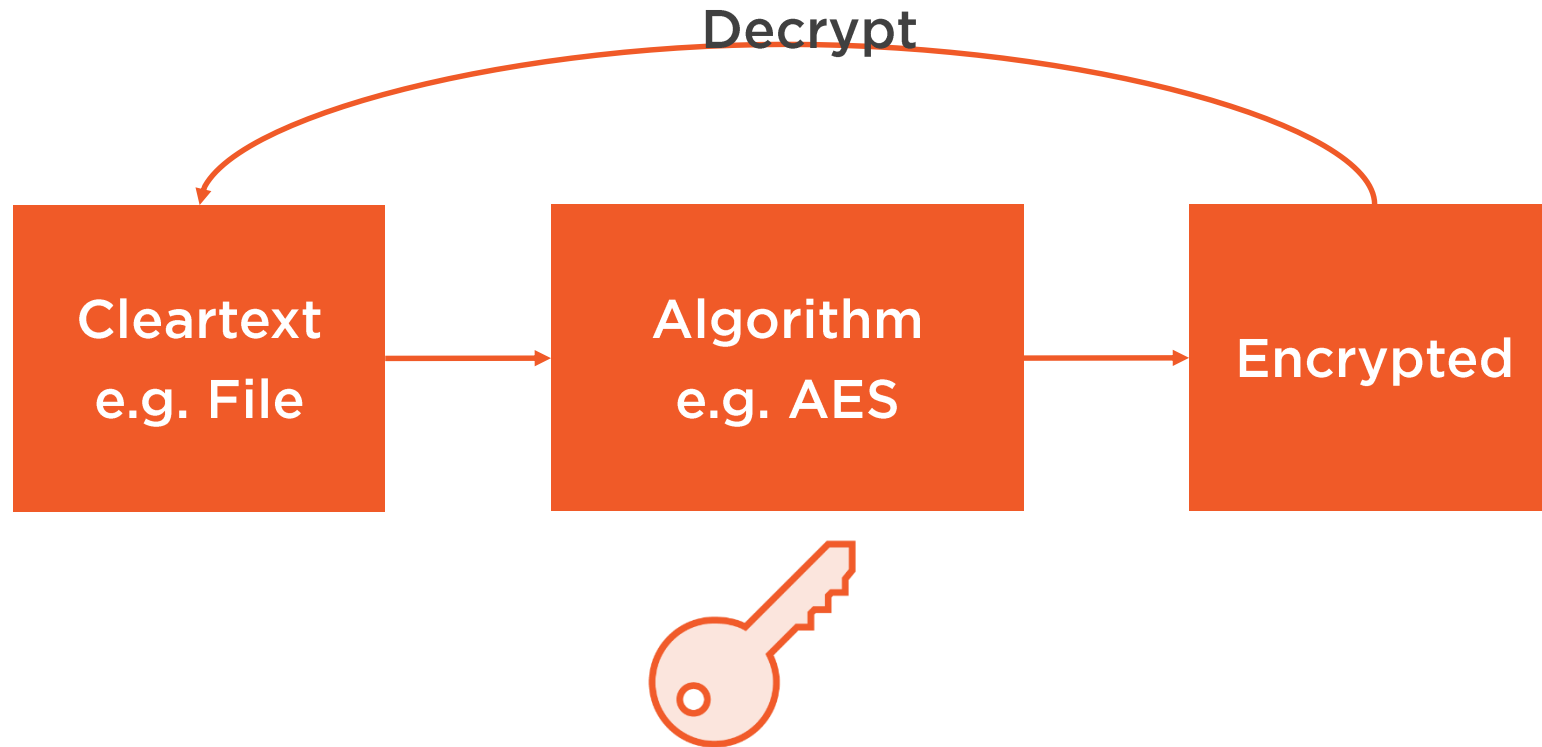 Decrypt
Cleartext
e.g. File
Algorithm
e.g. AES
Encrypted